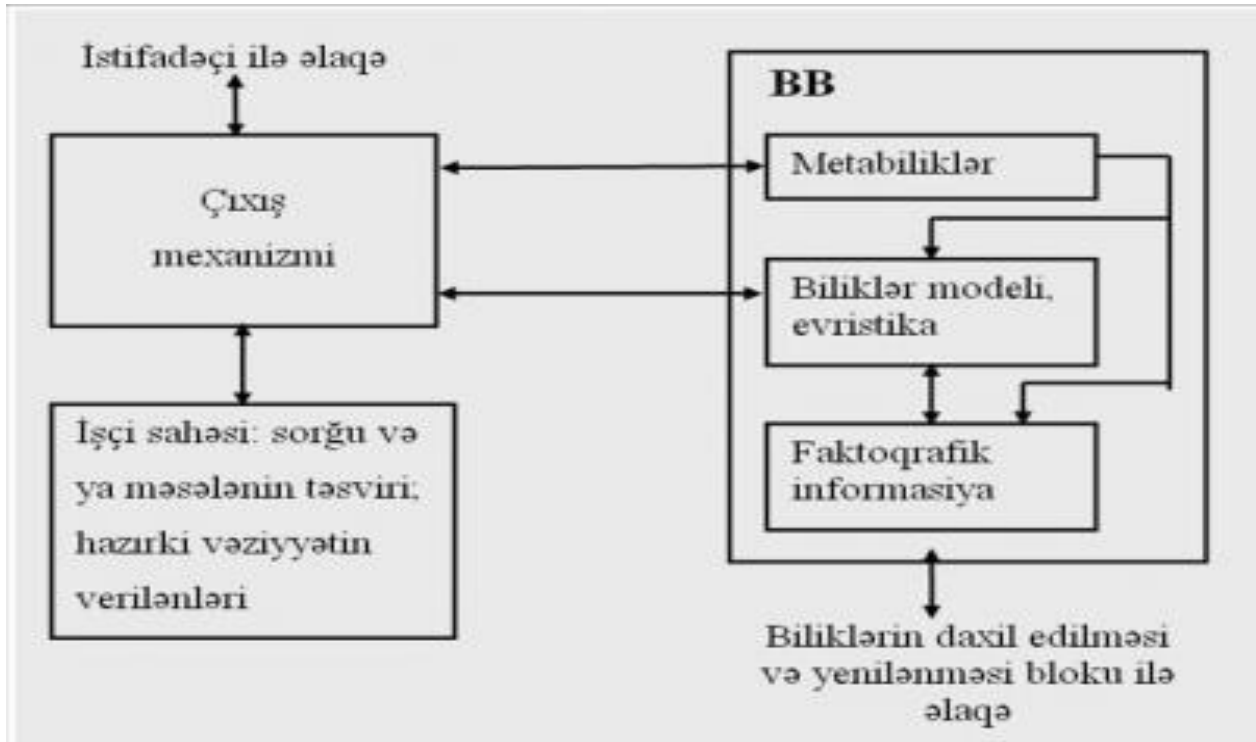 İstifadəçi ilə əlaqə
Çıxış
mexanizmi
İşçi sahəsi: sorğu və
ya məsələnin təsviri;
hazırki vəziyyətin
verilənləri
BB
Metabiliklər
Biliklər modeli,
evristika
Faktoqrafik
informasiya
Biliklərin daxil edilməsi
və yenilənməsi bloku ilə
əlaqə